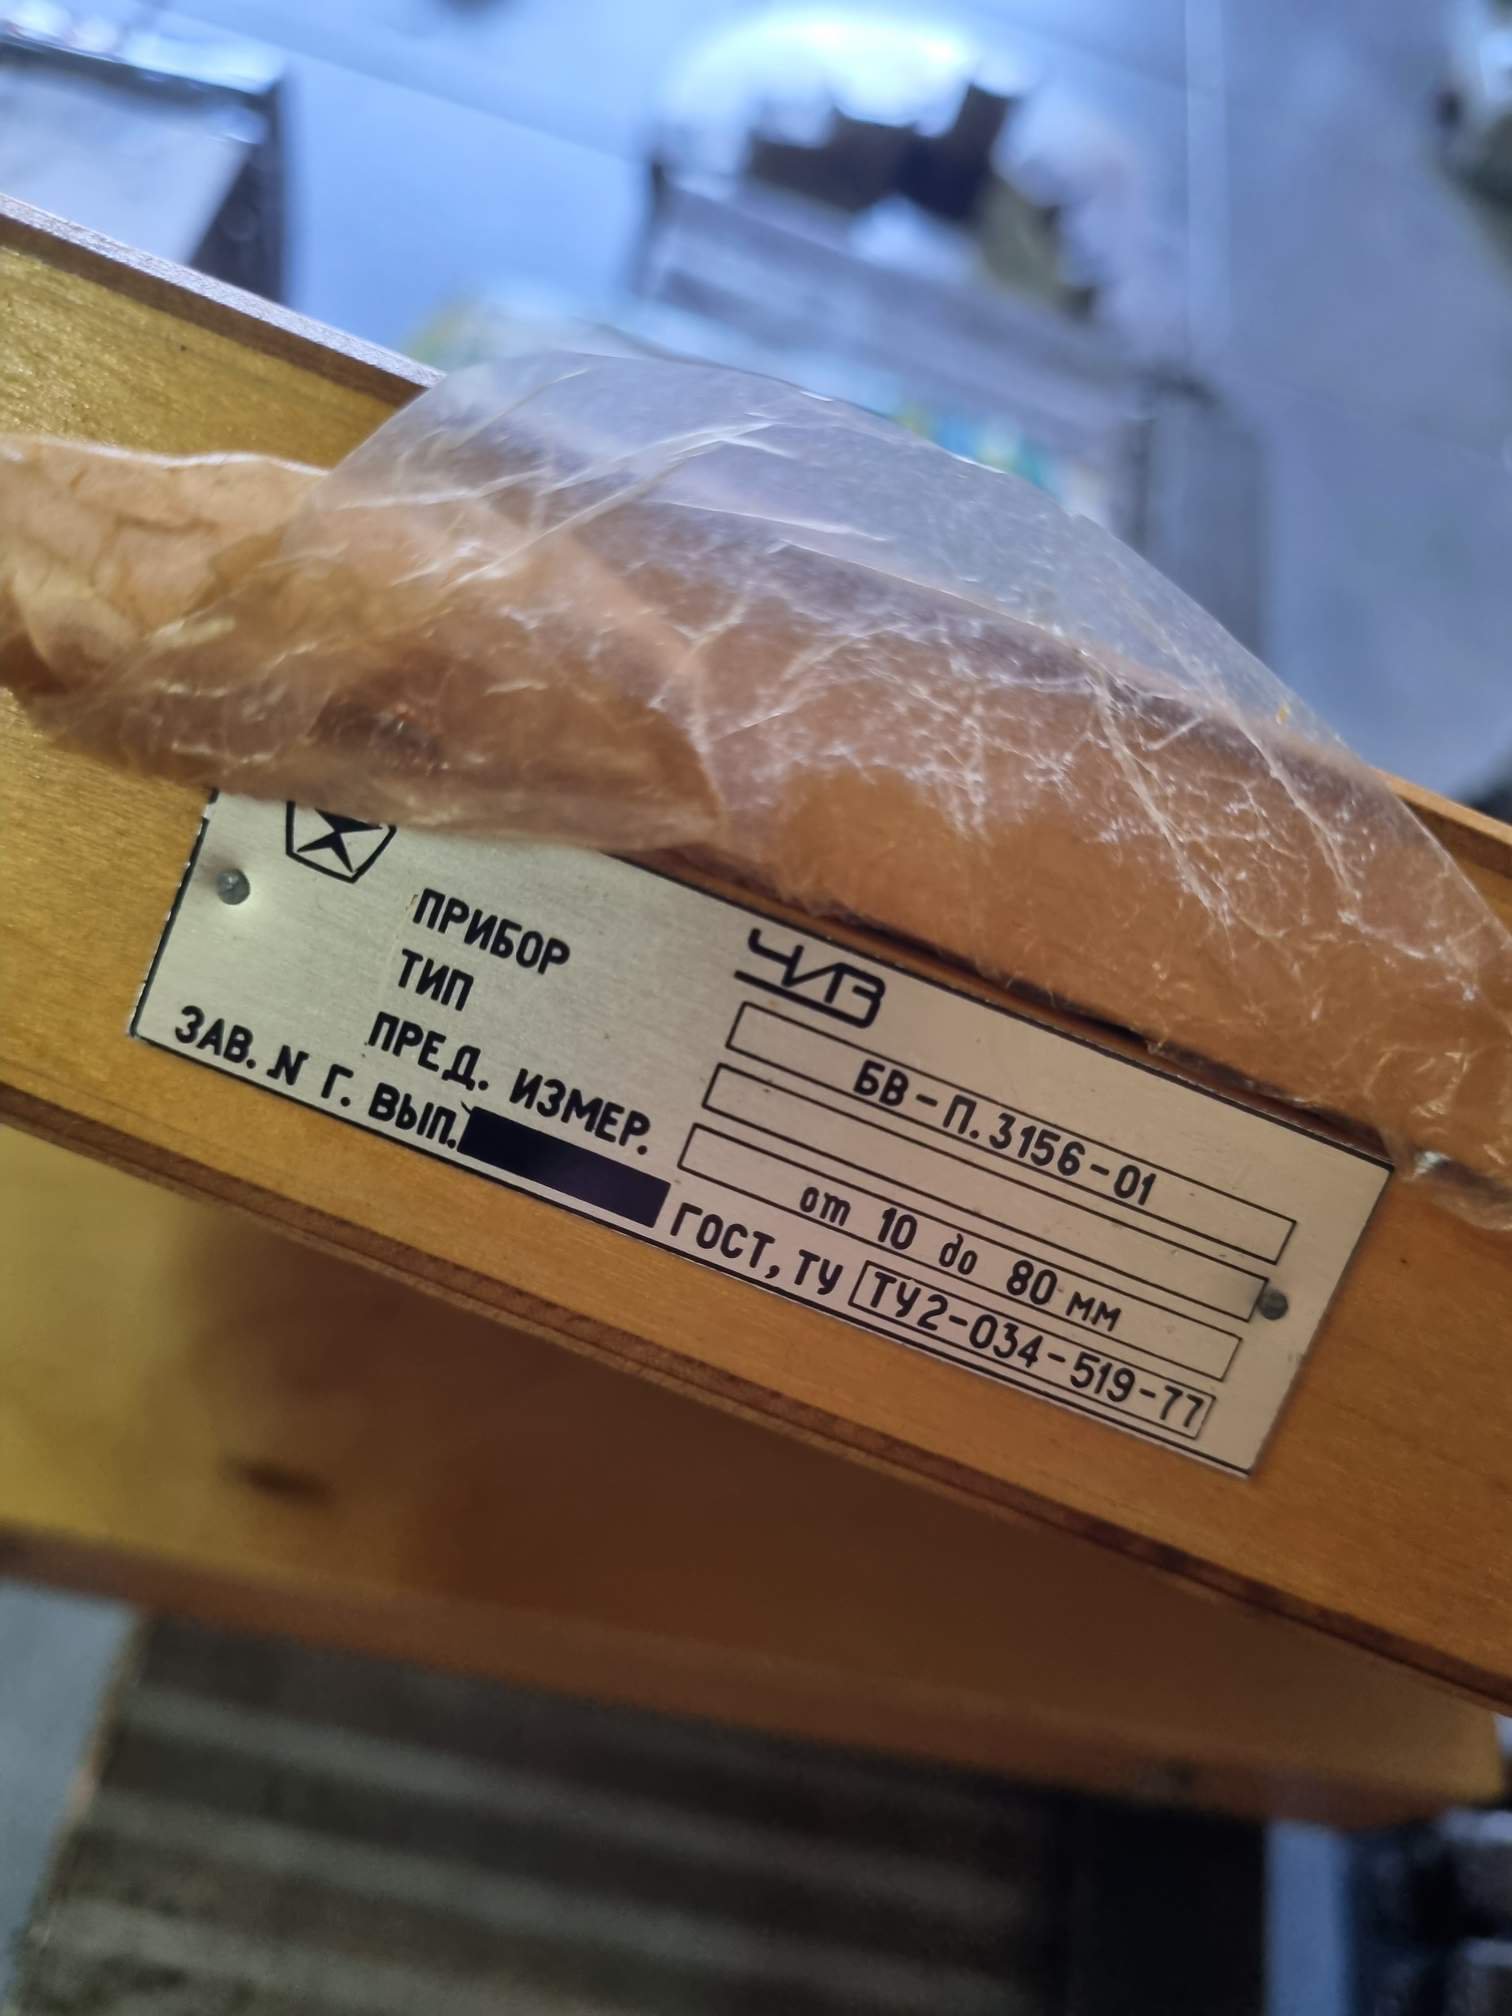 ЧИЗ
ПРИБОР БВ-П.3156-01
ТИП
ПРЕД. ИЗМЕР. от 10 до 80 мм
ЗАВ. N Г. ВЫП. ГОСТ, ТУ ТУ2-034-519-77